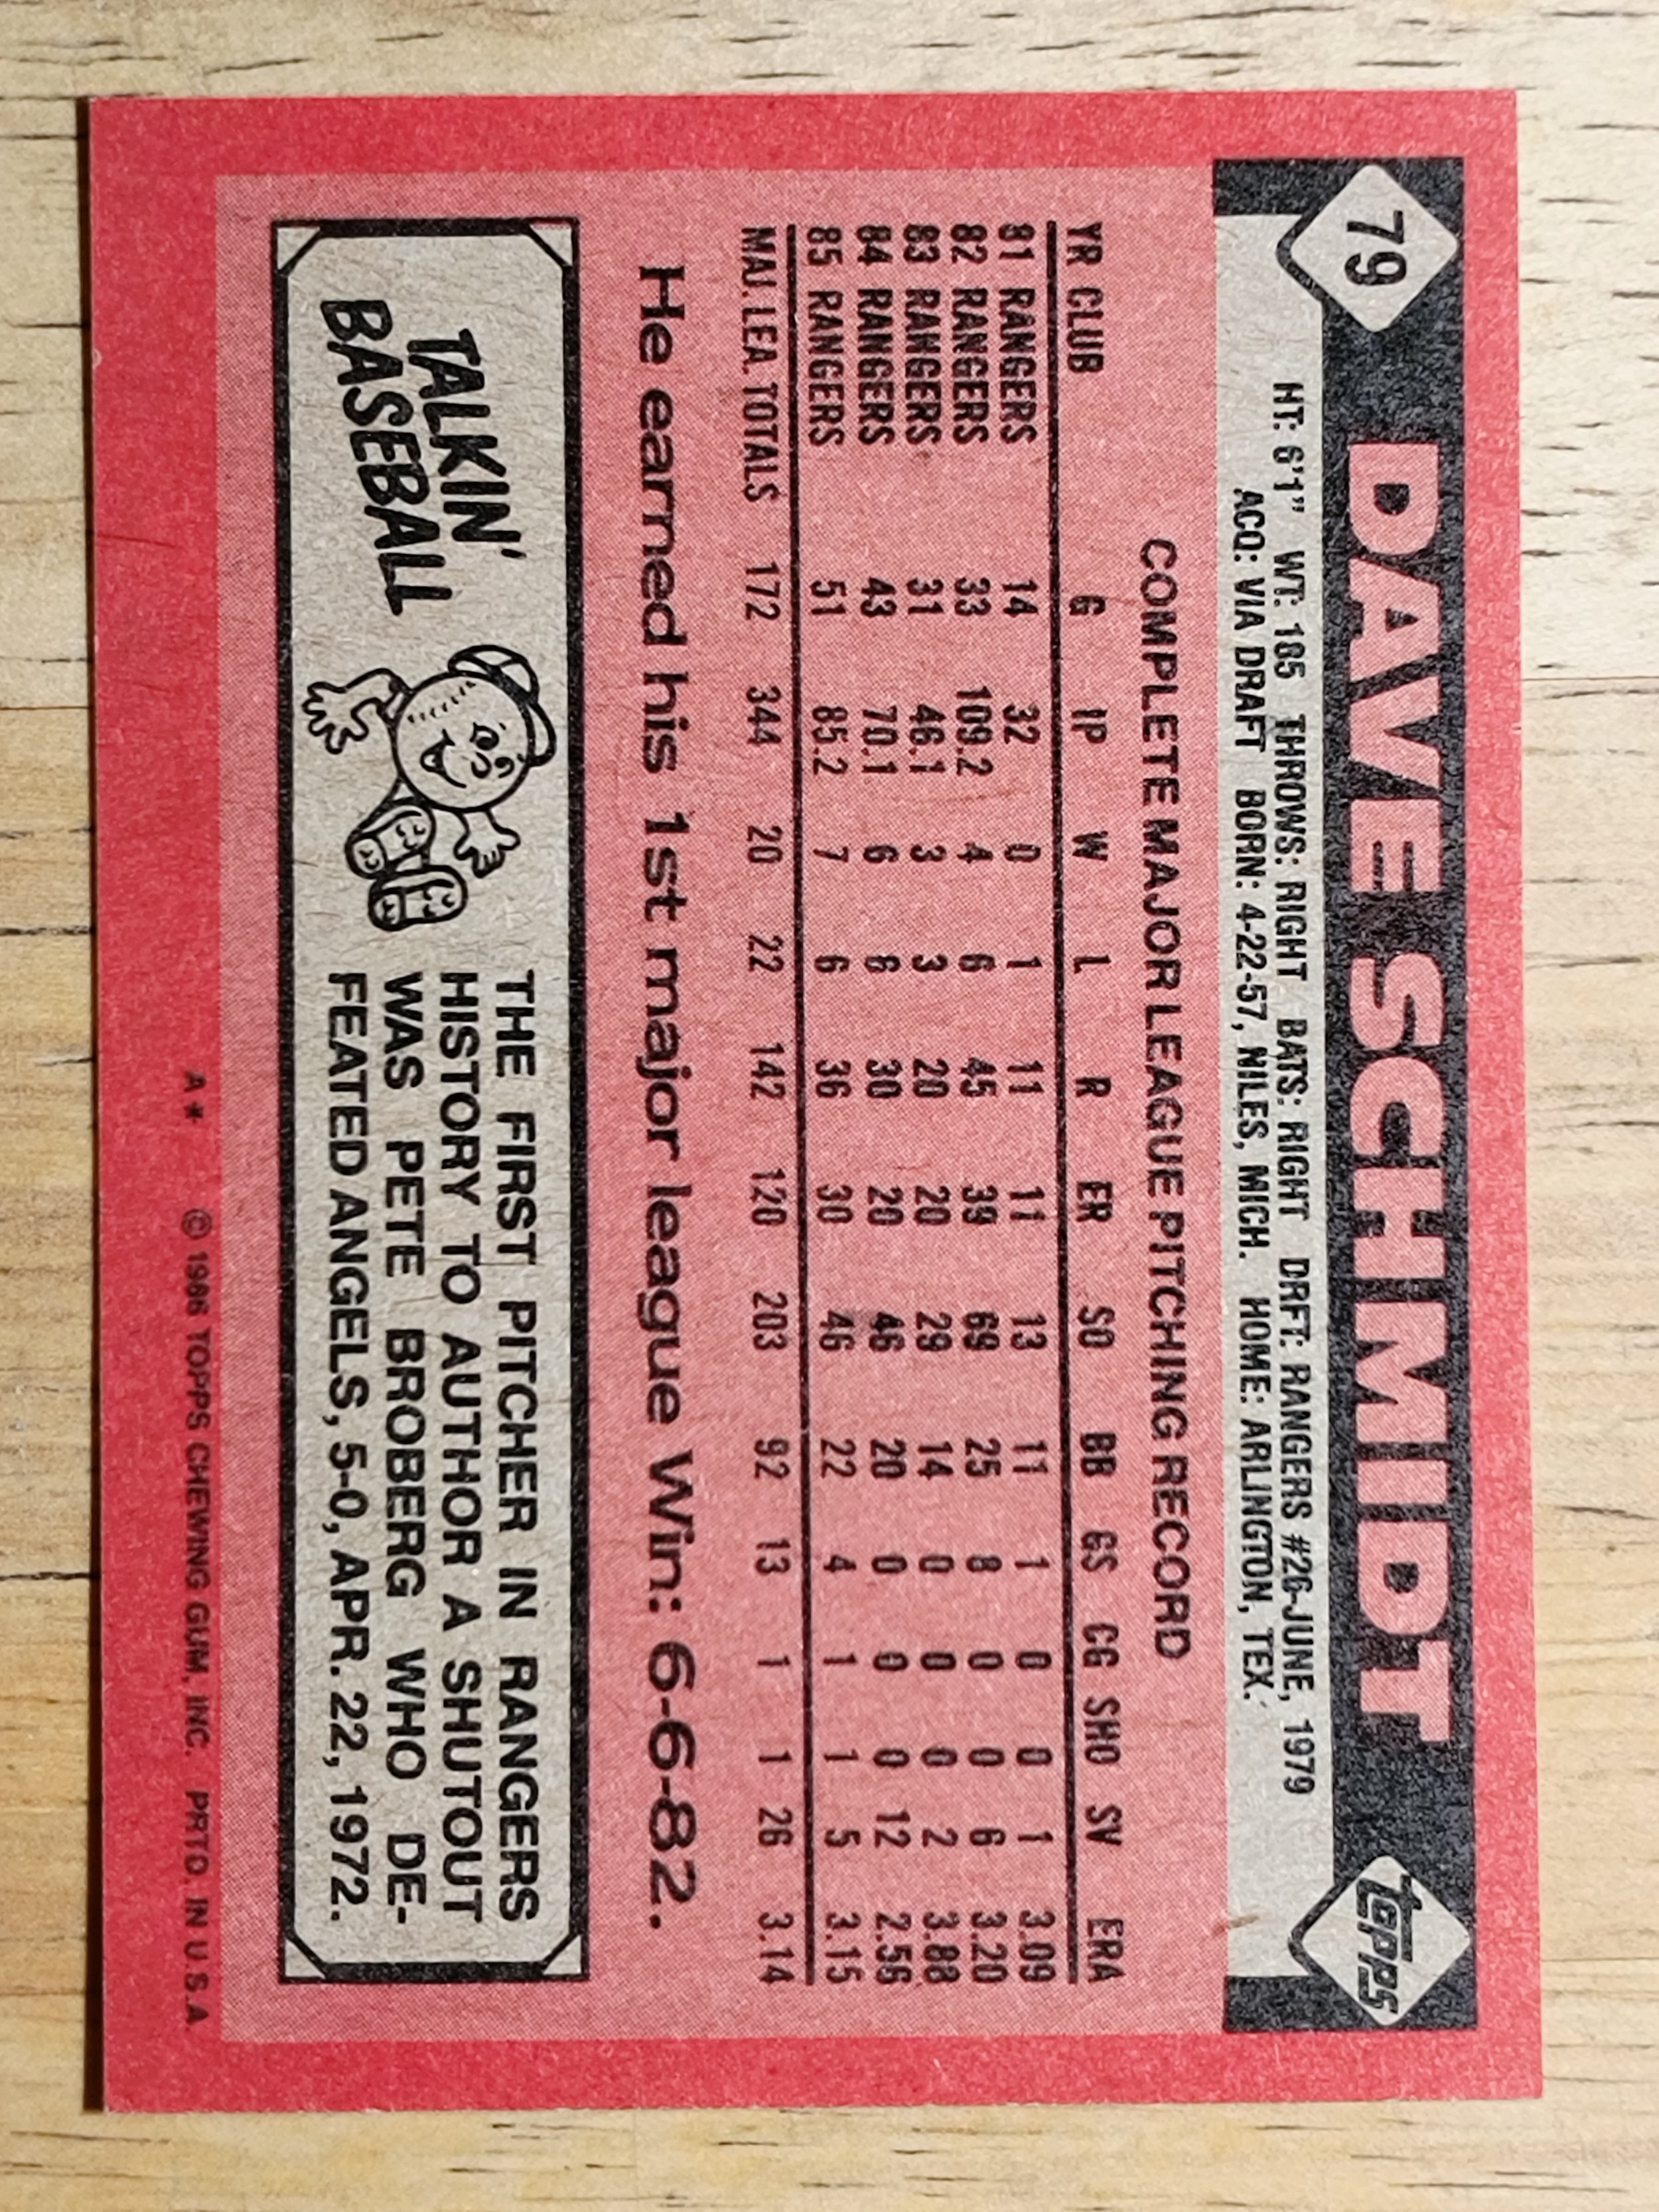 79 DAVE SCHMIDT Topps
HT: 6'1" WT: 185 THROWS: RIGHT BATS: RIGHT DRFT: RANGERS #26-JUNE, 1979
ACQ: VIA DRAFT BORN: 4-22-57, NILES, MICH. HOME: ARLINGTON, TEX.
COMPLETE MAJOR LEAGUE PITCHING RECORD
YR CLUB G IP W L R ER SO BB GS CG SHO SV ERA
81 RANGERS 14 32 0 1 11 11 13 11 1 0 0 1 3.09
82 RANGERS 33 109.2 4 6 45 39 69 25 8 0 0 6 3.20
83 RANGERS 31 46.1 3 3 20 20 29 14 0 0 0 2 3.88
84 RANGERS 43 70.1 6 6 30 20 46 20 0 0 0 12 2.56
85 RANGERS 51 85.2 7 6 36 30 46 22 4 1 1 5 3.15
MAJ. LEA. TOTALS 172 344 20 22 142 120 203 92 13 1 1 26 3.14
He earned his 1st major league Win: 6-6-82.
TALKIN'
BASEBALL
THE FIRST PITCHER IN RANGERS
HISTORY TO AUTHOR A SHUTOUT
WAS PETE BROBERG WHO DE-
FEATED ANGELS, 5-0, APR. 22, 1972.
A* © 1986 TOPPS CHEWING GUM, INC. PRTD. IN U.S.A.